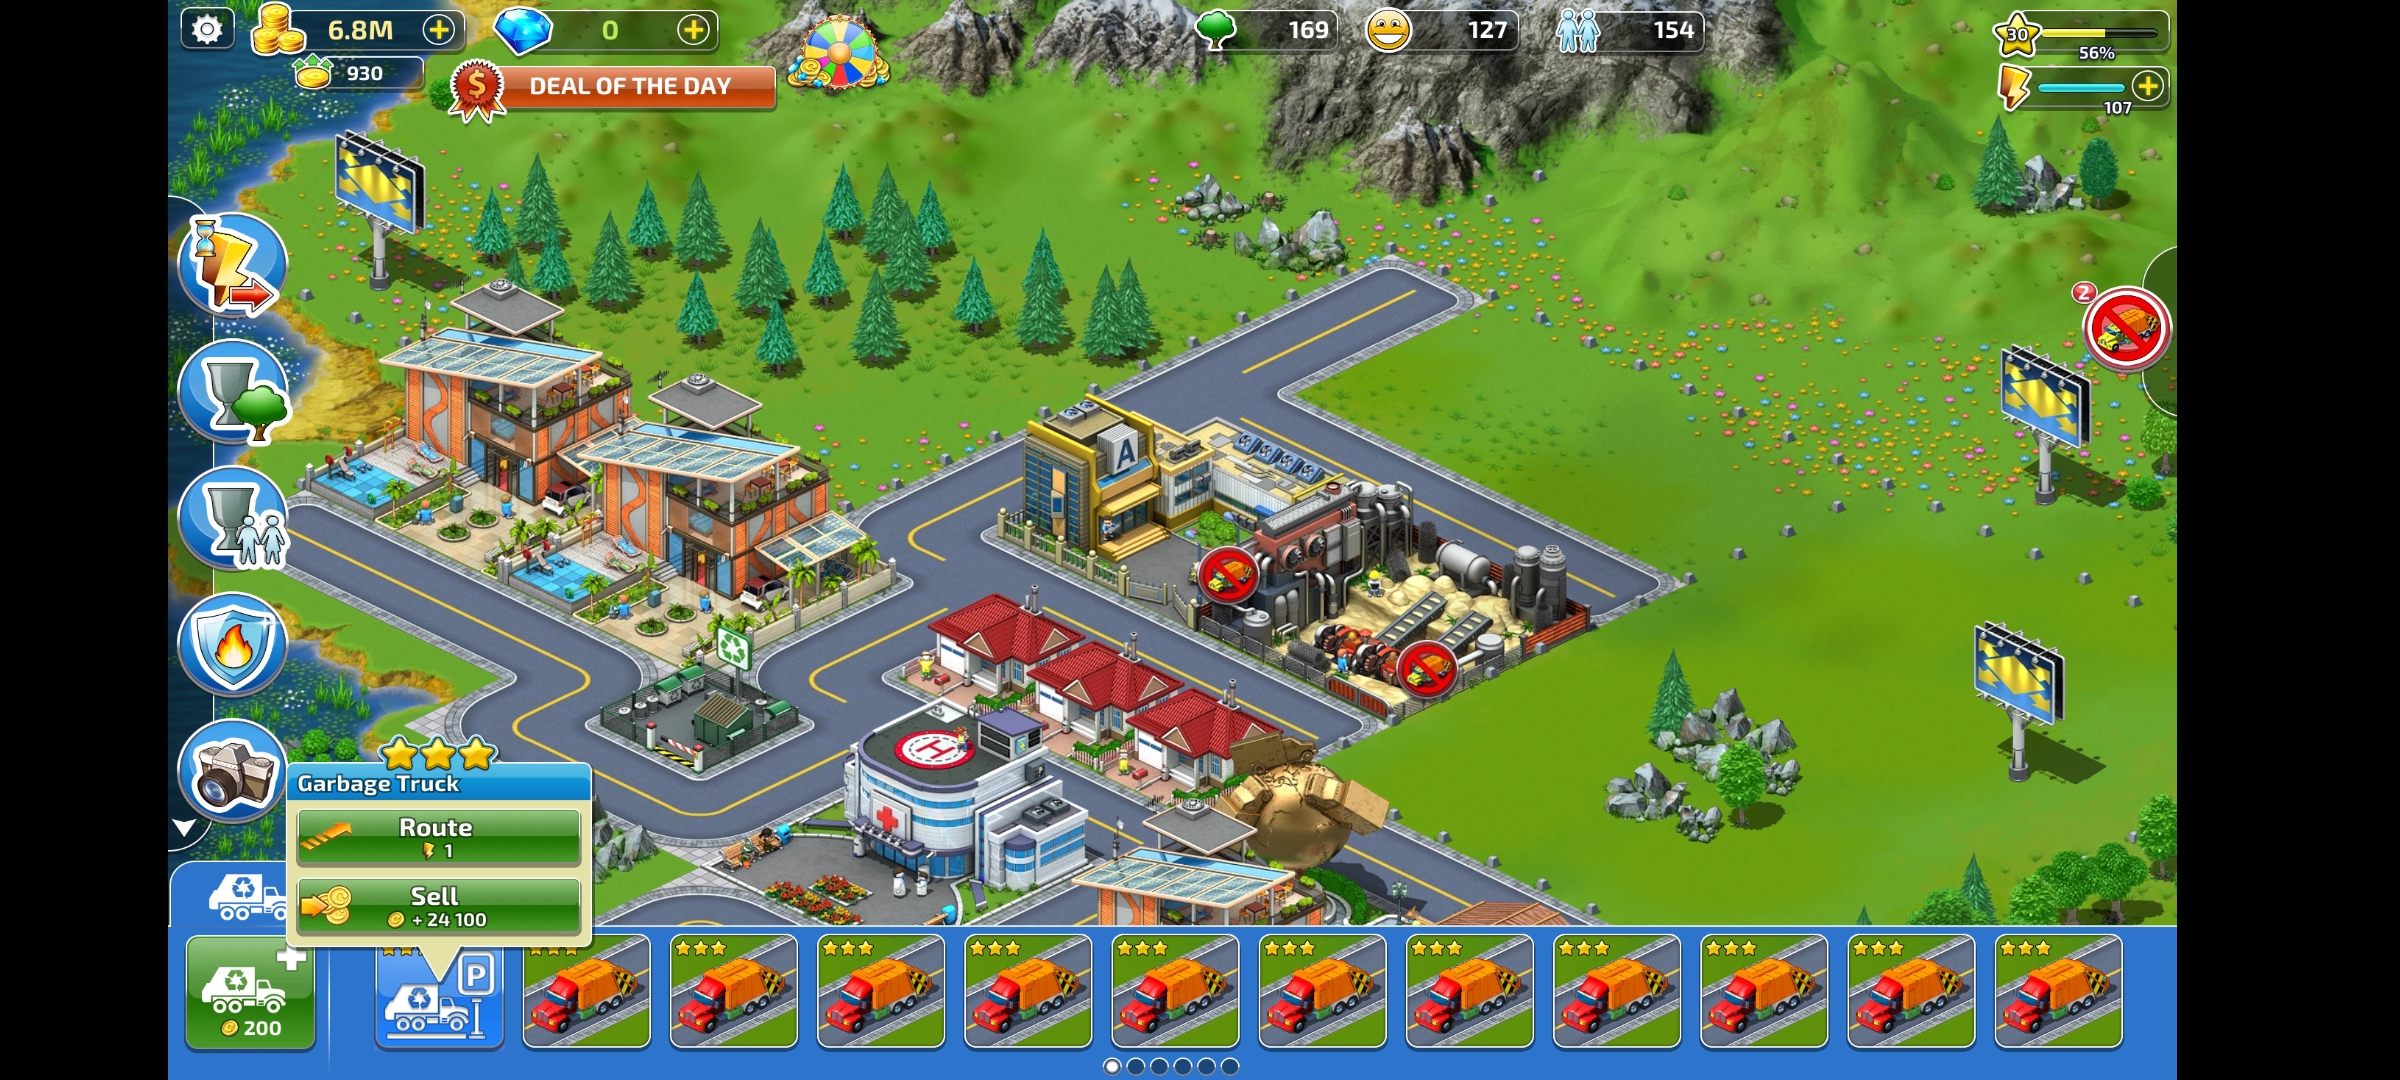 6.8M
0
169
127
154
30
56%
930
DEAL OF THE DAY
107
2
A
H
Garbage Truck
Route
1
Sell
+ 24 100
P
200